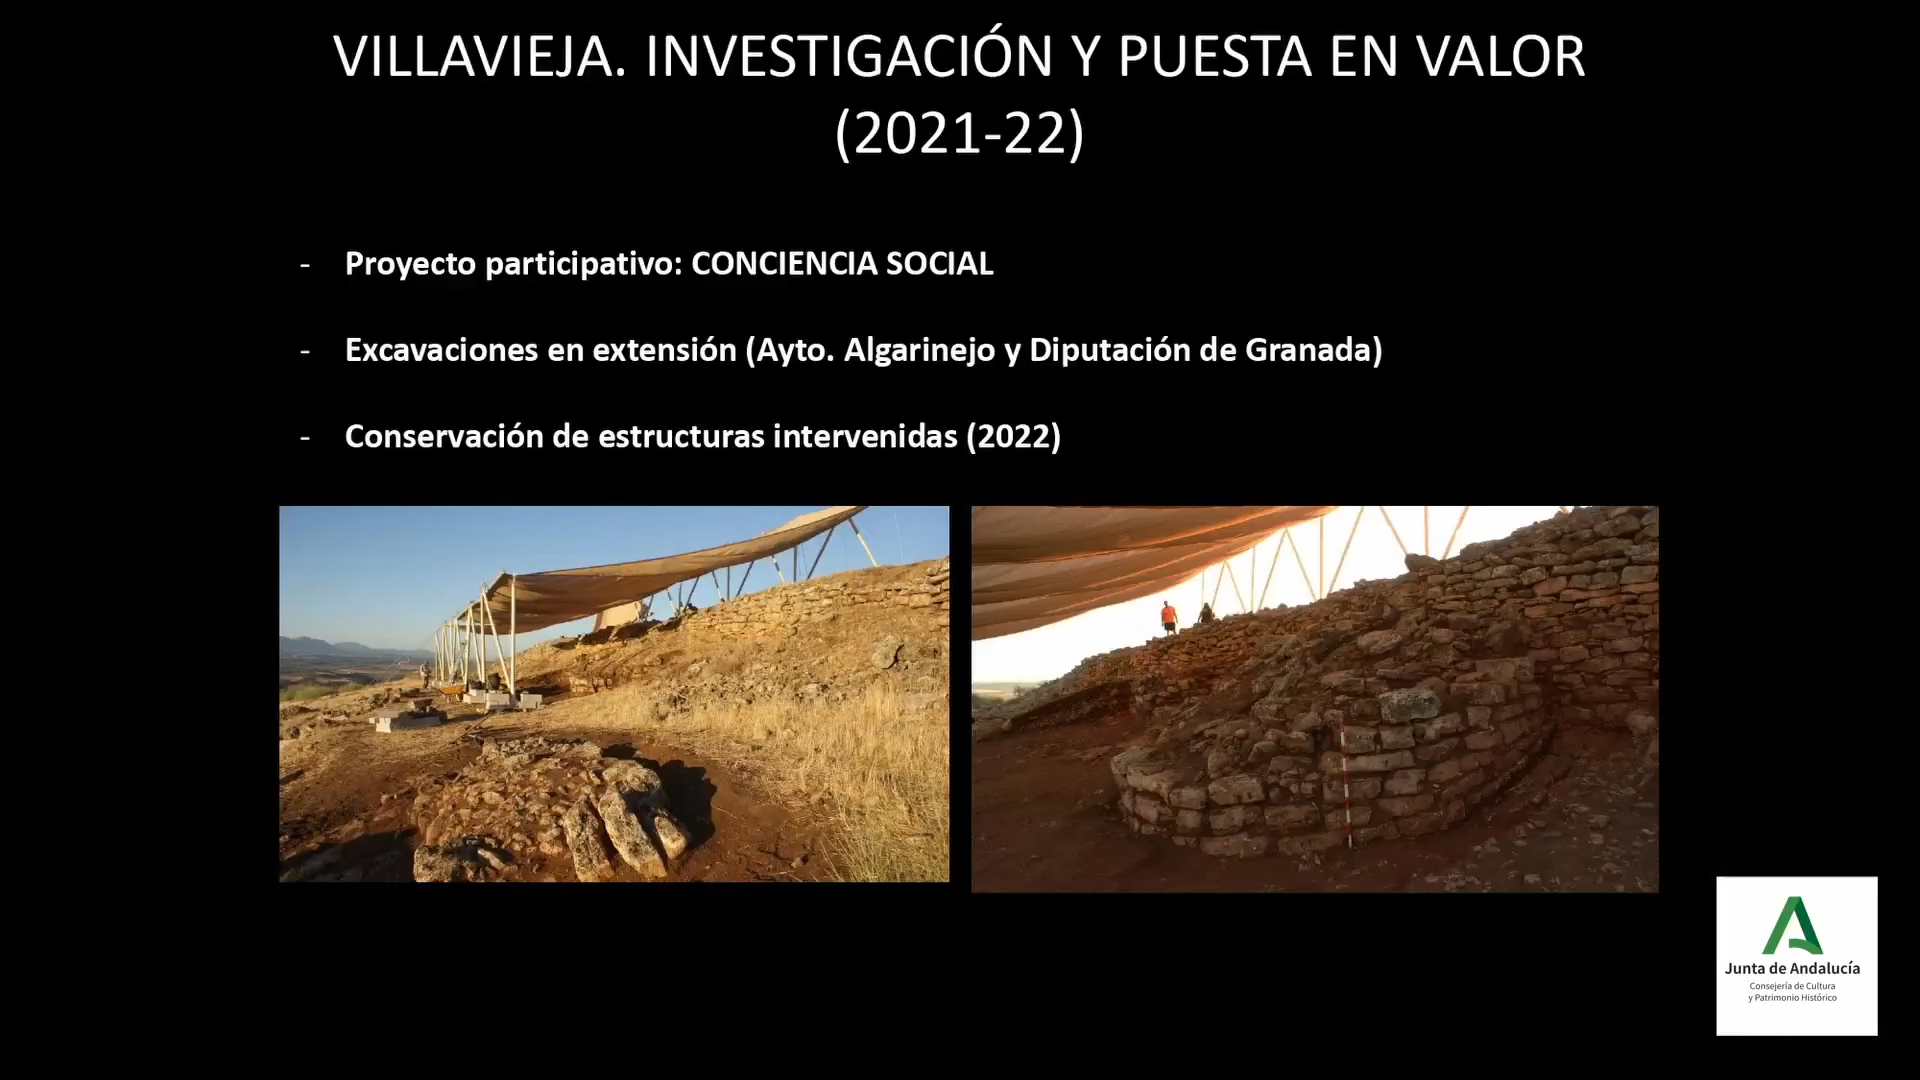 VILLAVIEJA. INVESTIGACIÓN Y PUESTA EN VALOR
(2021-22)
- Proyecto participativo: CONCIENCIA SOCIAL
- Excavaciones en extensión (Ayto. Algarinejo y Diputación de Granada)
- Conservación de estructuras intervenidas (2022)
Junta de Andalucía
Consejería de Cultura
y Patrimonio Histórico